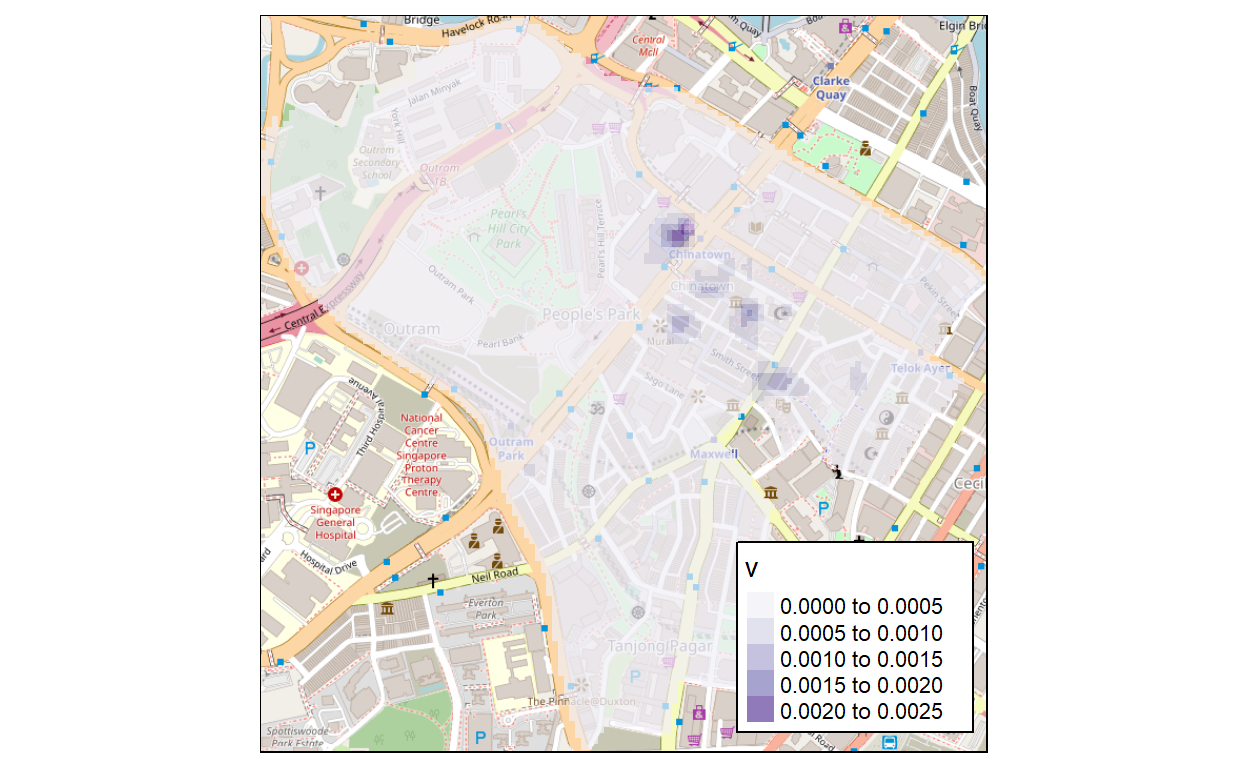 Bridge
Havelock Road
Elgin Bri
Central
Mall
Clarke
Quay
Boat Quay
Jalan Minyak
York Hill
Outram
Secondary
School
Outram
Pearl's
Hill City
Park
Pearl's Hill Terrace
Chinatown
Chinatown
Pekin Street
Outram Park
Expressway
Central E
People's Park
Outram
Pearl Bank
Mural
Smith Street
Sago Lane
Telok Ayer
Third Hospital Avenue
National
Cancer
Centre
Singapore
Proton
Therapy
Centre
P
Outram
Park
Maxwell
Cecil
Singapore
General
Hospital
P
Hospital Drive
Neil Road
Everton
Park
Tanjong Pagar
P
The Pinnacle@Duxton
Spottiswoode
Park Estate
P
Road
v
0.0000 to 0.0005
0.0005 to 0.0010
0.0010 to 0.0015
0.0015 to 0.0020
0.0020 to 0.0025